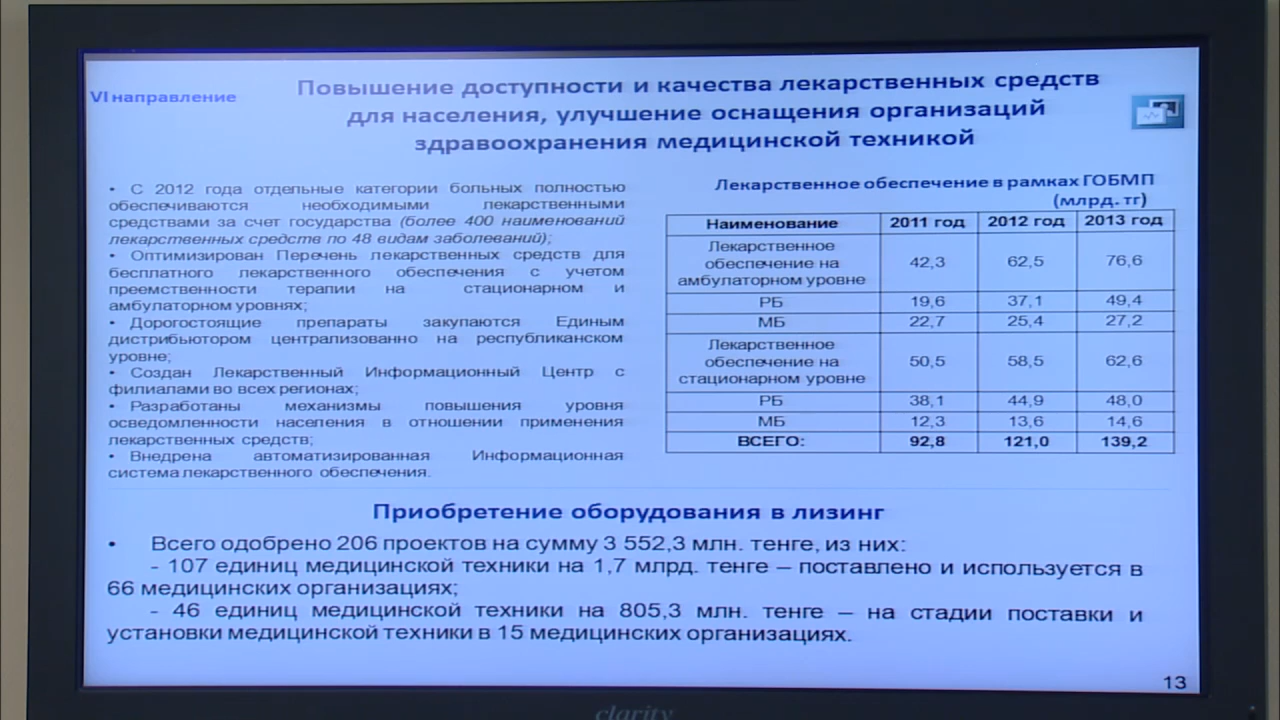 VI направление
Повышение доступности и качества лекарственных средств
для населения, улучшение оснащения организаций
здравоохранения медицинской техникой
• С 2012 года отдельные категории больных полностью
обеспечиваются необходимыми лекарственными
средствами за счет государства (более 400 наименований
лекарственных средств по 48 видам заболеваний);
• Оптимизирован Перечень лекарственных средств для
бесплатного лекарственного обеспечения с учетом
преемственности терапии на стационарном и
амбулаторном уровнях;
• Дорогостоящие препараты закупаются Единым
дистрибьютором централизованно на республиканском
уровне;
• Создан Лекарственный Информационный Центр с
филиалами во всех регионах;
• Разработаны механизмы повышения уровня
осведомленности населения в отношении применения
лекарственных средств;
• Внедрена автоматизированная Информационная
система лекарственного обеспечения.
Лекарственное обеспечение в рамках ГОБМП
(млрд. тг)
Наименование 2011 год 2012 год 2013 год
Лекарственное
обеспечение на
амбулаторном уровне 42,3 62,5 76,6
РБ 19,6 37,1 49,4
МБ 22,7 25,4 27,2
Лекарственное
обеспечение на
стационарном уровне 50,5 58,5 62,6
РБ 38,1 44,9 48,0
МБ 12,3 13,6 14,6
ВСЕГО: 92,8 121,0 139,2
Приобретение оборудования в лизинг
• Всего одобрено 206 проектов на сумму 3 552,3 млн. тенге, из них:
- 107 единиц медицинской техники на 1,7 млрд. тенге – поставлено и используется в
66 медицинских организациях;
- 46 единиц медицинской техники на 805,3 млн. тенге – на стадии поставки и
установки медицинской техники в 15 медицинских организациях.
13
clarity